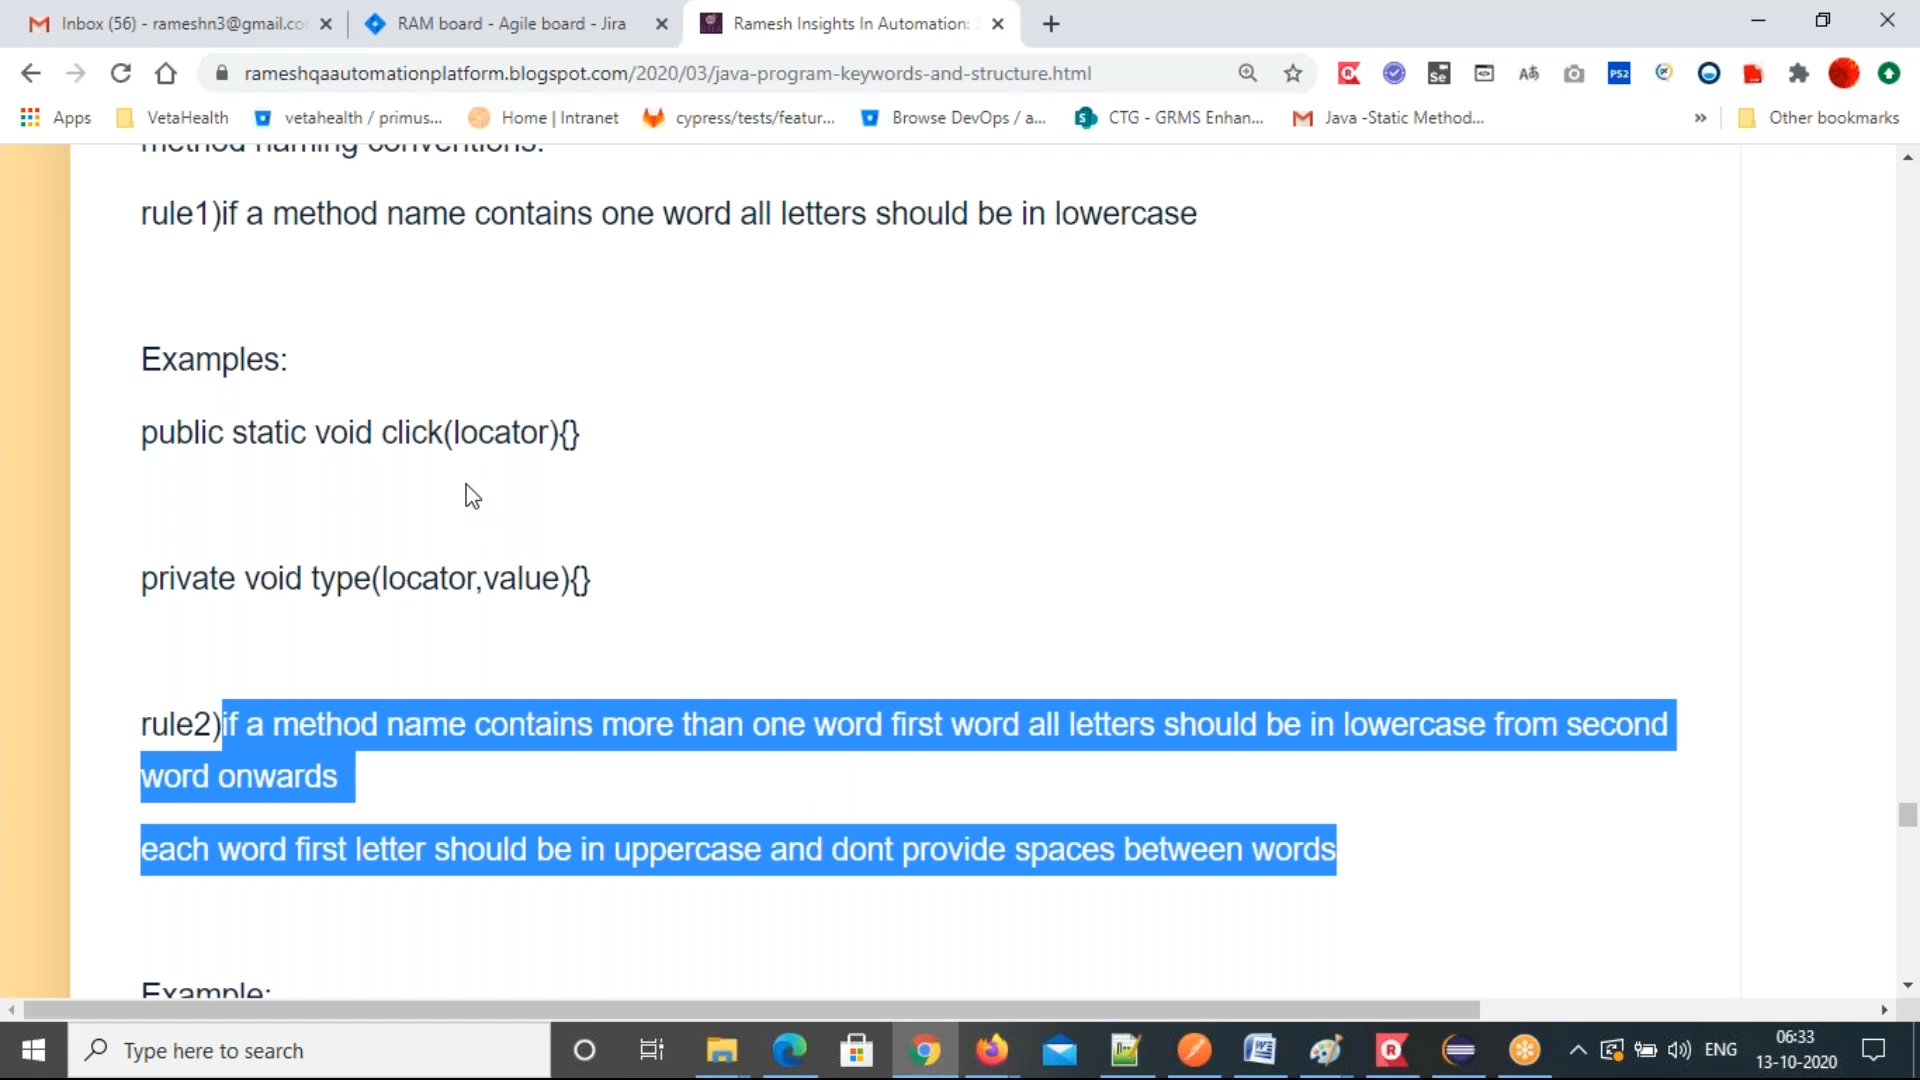 Inbox (56) - rameshn3@gmail.co
RAM board - Agile board - Jira
Ramesh Insights In Automation:
rameshqaautomationplatform.blogspot.com/2020/03/java-program-keywords-and-structure.html
Apps
VetaHealth
vetahealth / primus...
Home | Intranet
cypress/tests/featur...
Browse DevOps / a...
CTG - GRMS Enhan...
Java -Static Method...
»
Other bookmarks
method naming conventions:
rule1)if a method name contains one word all letters should be in lowercase
Examples:
public static void click(locator){}
private void type(locator,value){}
rule2)if a method name contains more than one word first word all letters should be in lowercase from second
word onwards
each word first letter should be in uppercase and dont provide spaces between words
Example:
Type here to search
ENG
06:33
13-10-2020